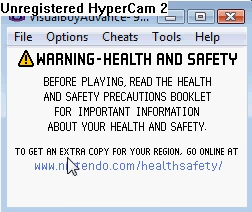 Unregistered HyperCam 2
VisualBoyAdvance- 9
File Options Cheats Tools
WARNING-HEALTH AND SAFETY
BEFORE PLAYING, READ THE HEALTH
AND SAFETY PRECAUTIONS BOOKLET
FOR IMPORTANT INFORMATION
ABOUT YOUR HEALTH AND SAFETY.
TO GET AN EXTRA COPY FOR YOUR REGION, GO ONLINE AT
www.nintendo.com/healthsafety/